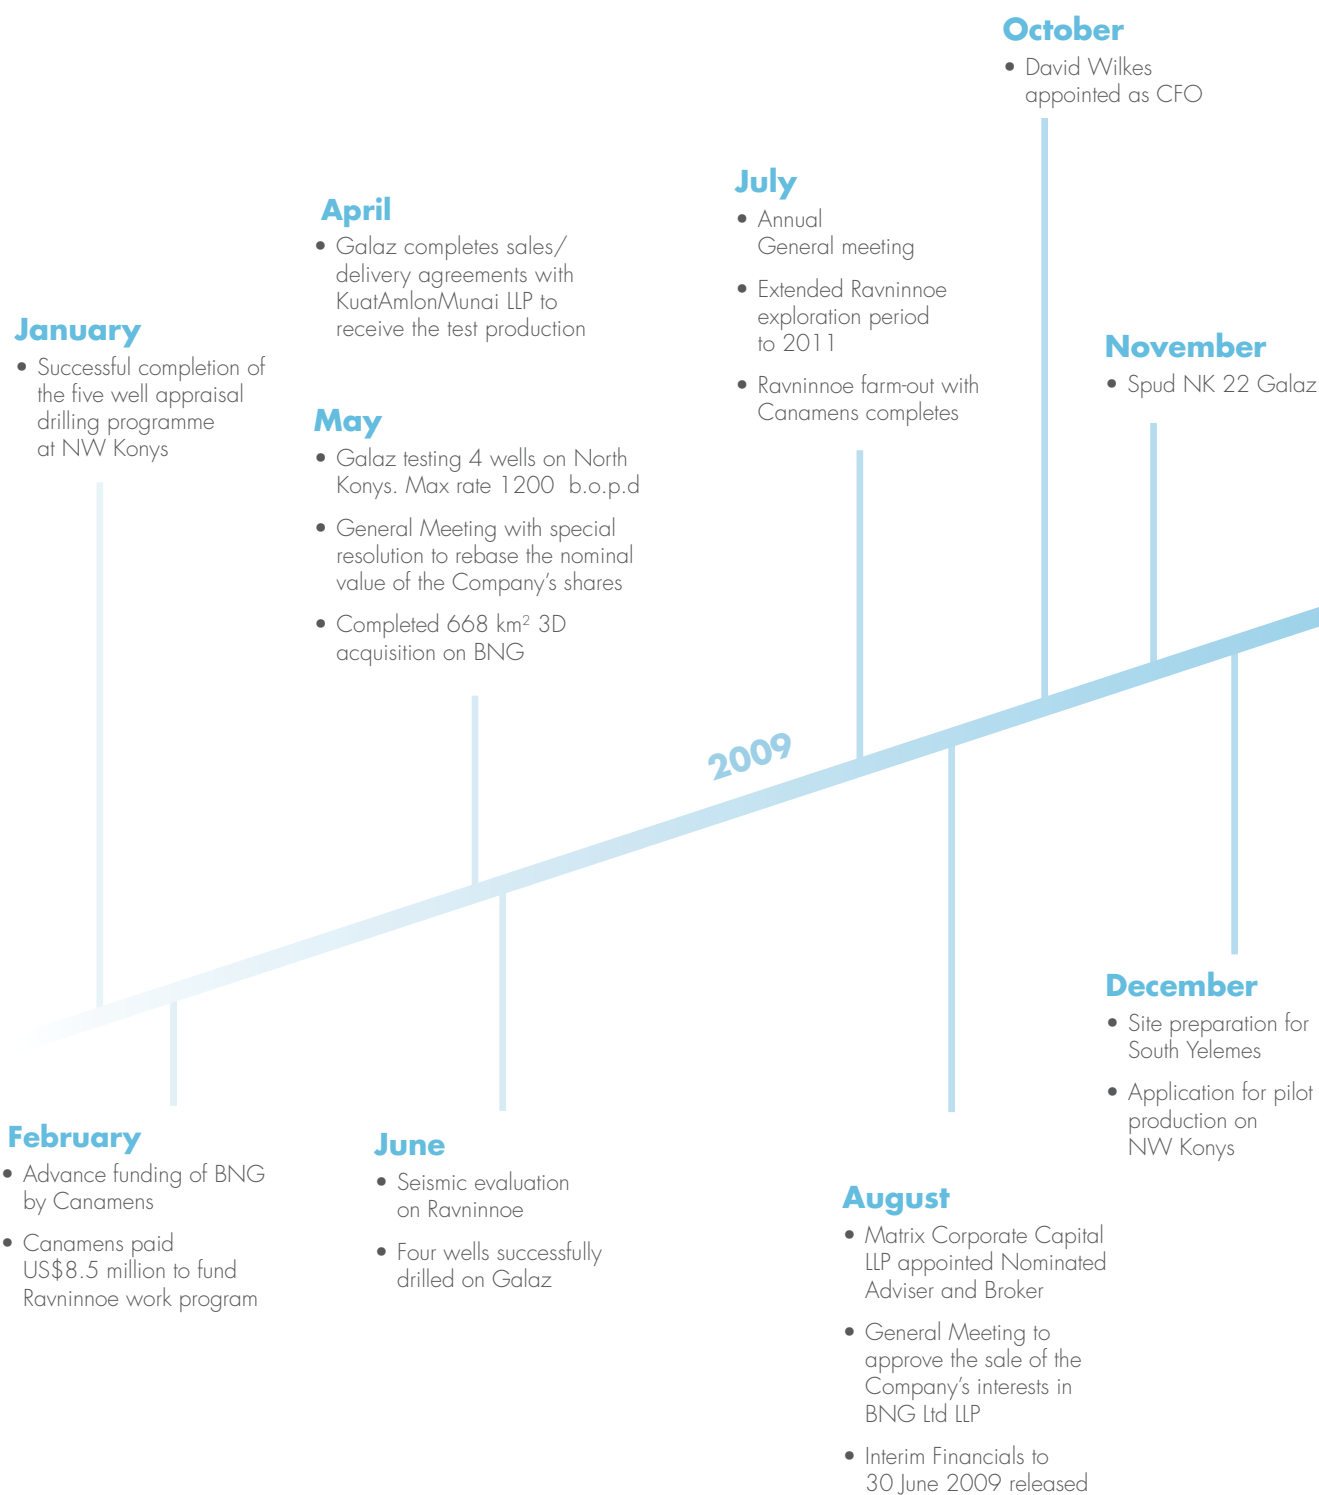 January
• Successful completion of
the five well appraisal
drilling programme
at NW Konys
February
• Advance funding of BNG
by Canamens
• Canamens paid
US$8.5 million to fund
Ravninnoe work program
April
• Galaz completes sales/
delivery agreements with
KuatAmlonMunai LLP to
receive the test production
May
• Galaz testing 4 wells on North
Konys. Max rate 1200 b.o.p.d
• General Meeting with special
resolution to rebase the nominal
value of the Company’s shares
• Completed 668 km² 3D
acquisition on BNG
June
• Seismic evaluation
on Ravninnoe
• Four wells successfully
drilled on Galaz
2009
July
• Annual
General meeting
• Extended Ravninnoe
exploration period
to 2011
• Ravninnoe farm-out with
Canamens completes
August
• Matrix Corporate Capital
LLP appointed Nominated
Adviser and Broker
• General Meeting to
approve the sale of the
Company’s interests in
BNG Ltd LLP
• Interim Financials to
30 June 2009 released
October
• David Wilkes
appointed as CFO
November
• Spud NK 22 Galaz
December
• Site preparation for
South Yelemes
• Application for pilot
production on
NW Konys